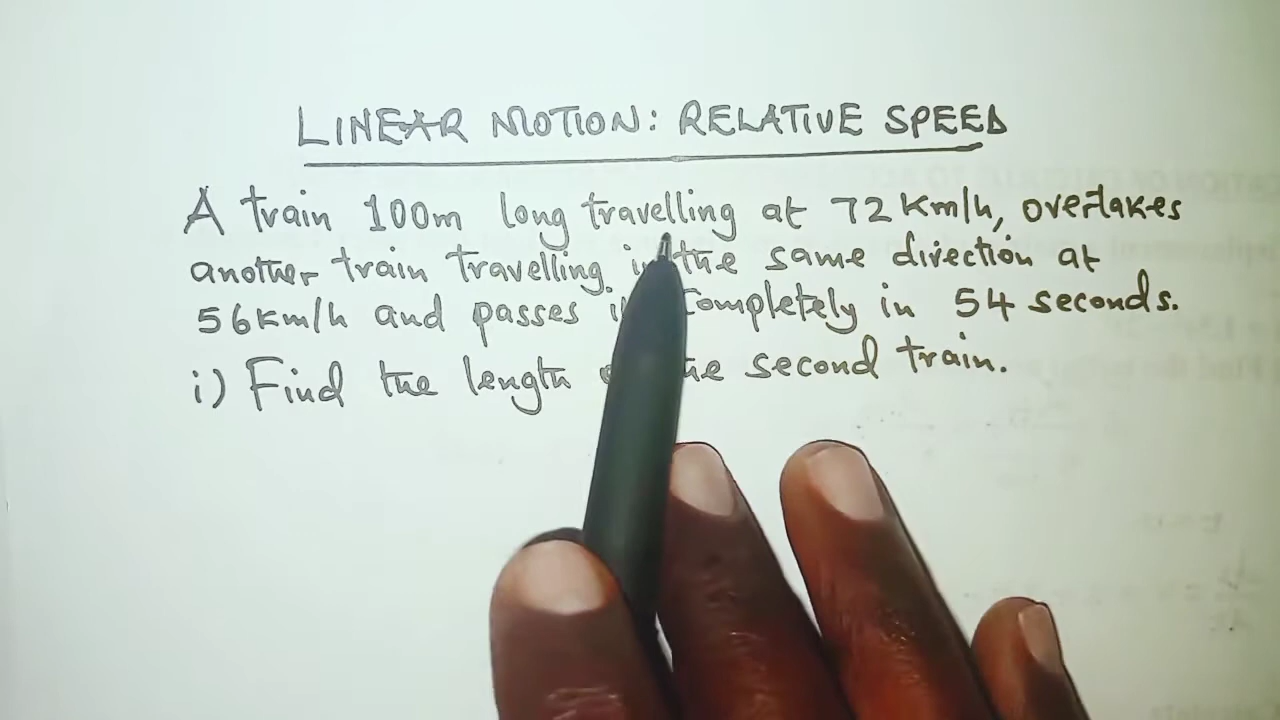 LINEAR MOTION: RELATIVE SPEED
A train 100m long travelling at 72Km/h, overtakes
another train travelling the same direction at
56Km/h and passes completely in 54 seconds.
i) Find the length second train.